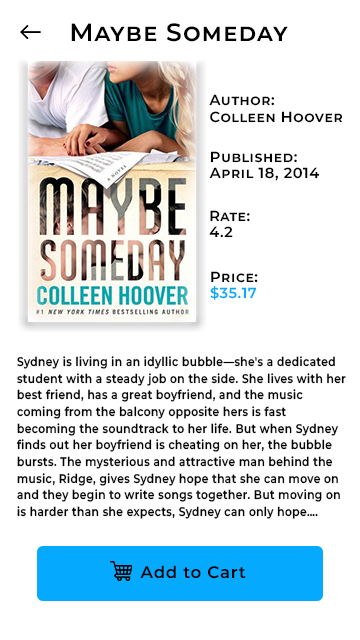 Maybe Someday
Author:
Colleen Hoover
Published:
April 18, 2014
Rate:
4.2
Price:
$35.17
A NOVEL
MAYBE
SOMEDAY
COLLEEN HOOVER
#1 NEW YORK TIMES BESTSELLING AUTHOR
Sydney is living in an idyllic bubble—she's a dedicated
student with a steady job on the side. She lives with her
best friend, has a great boyfriend, and the music
coming from the balcony opposite hers is fast
becoming the soundtrack to her life. But when Sydney
finds out her boyfriend is cheating on her, the bubble
bursts. The mysterious and attractive man behind the
music, Ridge, gives Sydney hope that she can move on
and they begin to write songs together. But moving on
is harder than she expects, Sydney can only hope....
Add to Cart